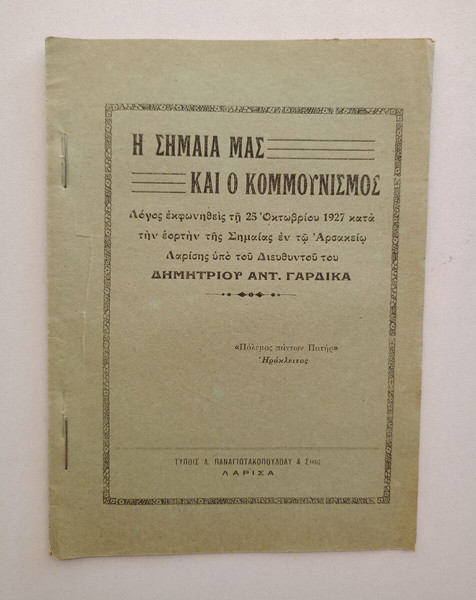 Η ΣΗΜΑΙΑ ΜΑΣ
ΚΑΙ Ο ΚΟΜΜΟΥΝΙΣΜΟΣ
Λόγος ἐκφωνηθεὶς τῇ 25 Ὀκτωβρίου 1927 κατὰ
τὴν ἑορτὴν τῆς Σημαίας ἐν τῷ Ἀρσακείῳ
Λαρίσης ὑπὸ τοῦ Διευθυντοῦ του
ΔΗΜΗΤΡΙΟΥ ΑΝΤ. ΓΑΡΔΙΚΑ
«Πόλεμος πάντων Πατὴρ»
Ἡράκλειτος
ΤΥΠΟΙΣ Α. ΠΑΝΑΓΙΩΤΑΚΟΠΟΥΛΟΥ & Σιας
ΛΑΡΙΣΑ